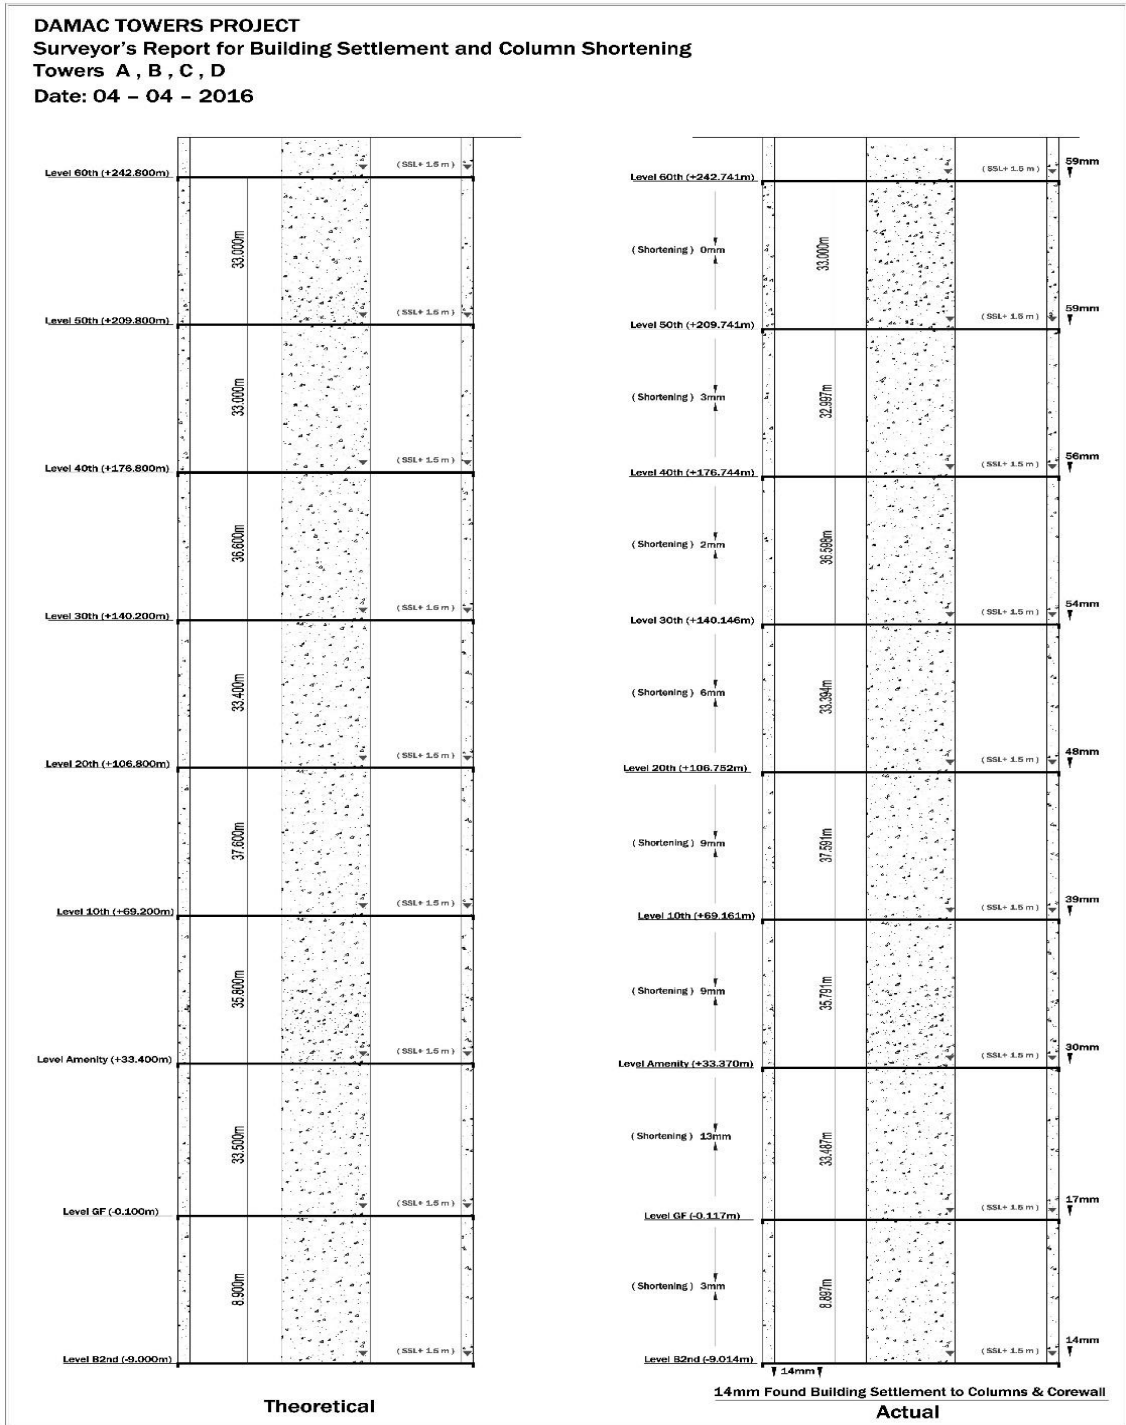 DAMAC TOWERS PROJECT
Surveyor's Report for Building Settlement and Column Shortening
Towers A , B , C , D
Date: 04 – 04 – 2016
Level 60th (+242.800m)
(SSL+ 1.5 m)
33.000m
Level 50th (+209.800m)
(SSL+ 1.5 m)
33.000m
Level 40th (+176.800m)
(SSL+ 1.5 m)
36.600m
Level 30th (+140.200m)
(SSL+ 1.5 m)
33.400m
Level 20th (+106.800m)
(SSL+ 1.5 m)
37.600m
Level 10th (+69.200m)
(SSL+ 1.5 m)
35.800m
Level Amenity (+33.400m)
(SSL+ 1.5 m)
33.500m
Level GF (-0.100m)
(SSL+ 1.5 m)
8.900m
Level B2nd (-9.000m)
(SSL+ 1.5 m)
Theoretical
Level 60th (+242.741m)
(SSL+ 1.5 m)
59mm
(Shortening) 0mm
33.000m
Level 50th (+209.741m)
(SSL+ 1.5 m)
59mm
(Shortening) 3mm
32.997m
Level 40th (+176.744m)
(SSL+ 1.5 m)
56mm
(Shortening) 2mm
36.598m
Level 30th (+140.146m)
(SSL+ 1.5 m)
54mm
(Shortening) 6mm
33.394m
Level 20th (+106.752m)
(SSL+ 1.5 m)
48mm
(Shortening) 9mm
37.591m
Level 10th (+69.161m)
(SSL+ 1.5 m)
39mm
(Shortening) 9mm
35.791m
Level Amenity (+33.370m)
(SSL+ 1.5 m)
30mm
(Shortening) 13mm
33.487m
Level GF (-0.117m)
(SSL+ 1.5 m)
17mm
(Shortening) 3mm
8.897m
Level B2nd (-9.014m)
(SSL+ 1.5 m)
14mm
14mm
14mm Found Building Settlement to Columns & Corewall
Actual